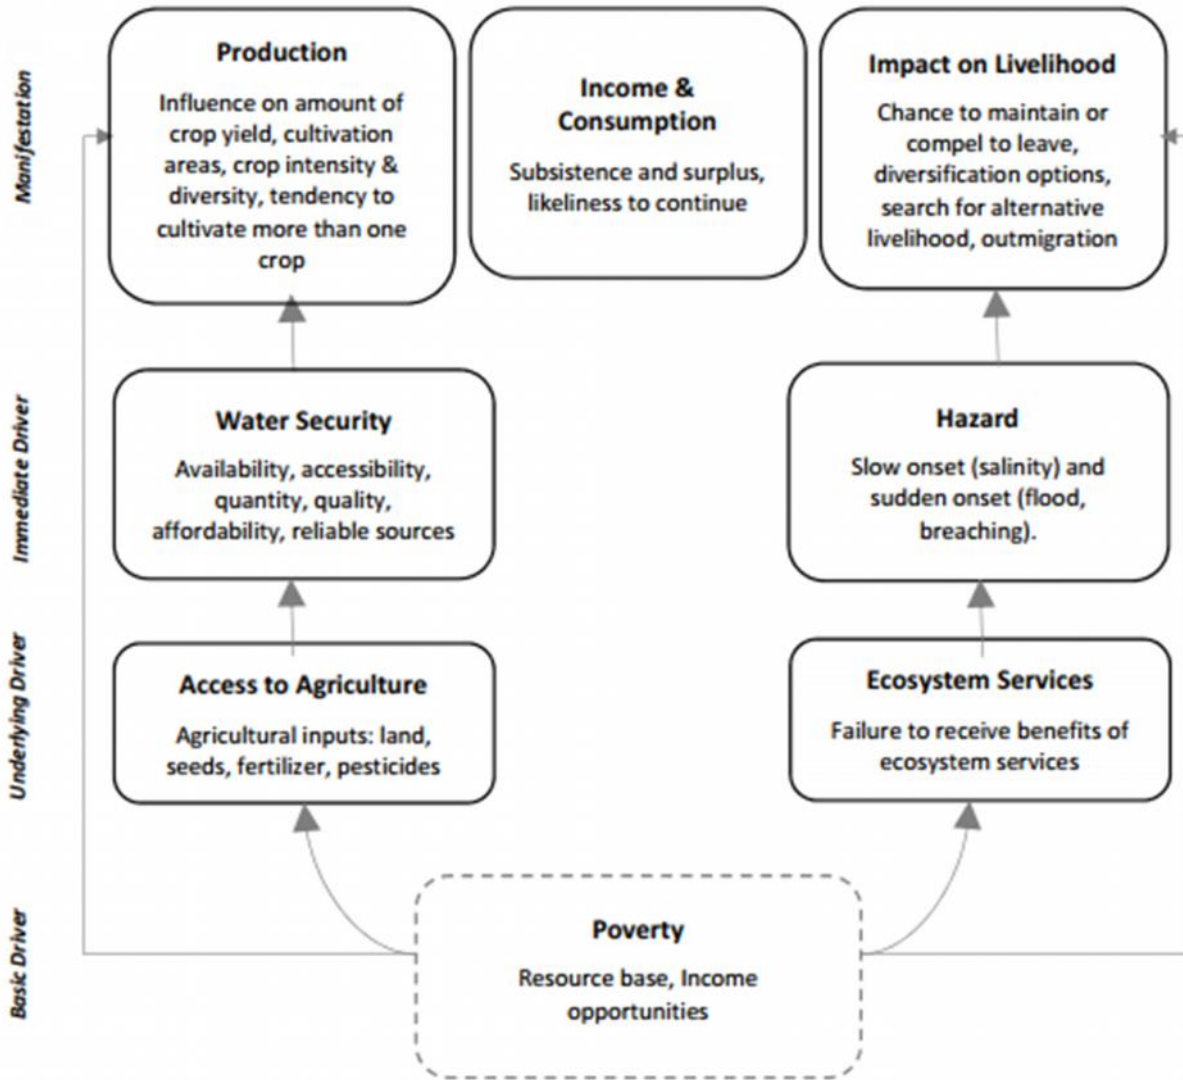 Manifestation
Production
Influence on amount of
crop yield, cultivation
areas, crop intensity &
diversity, tendency to
cultivate more than one
crop
Income &
Consumption
Subsistence and surplus,
likeliness to continue
Impact on Livelihood
Chance to maintain or
compel to leave,
diversification options,
search for alternative
livelihood, outmigration
Immediate Driver
Water Security
Availability, accessibility,
quantity, quality,
affordability, reliable sources
Hazard
Slow onset (salinity) and
sudden onset (flood,
breaching).
Underlying Driver
Access to Agriculture
Agricultural inputs: land,
seeds, fertilizer, pesticides
Ecosystem Services
Failure to receive benefits of
ecosystem services
Basic Driver
Poverty
Resource base, Income
opportunities